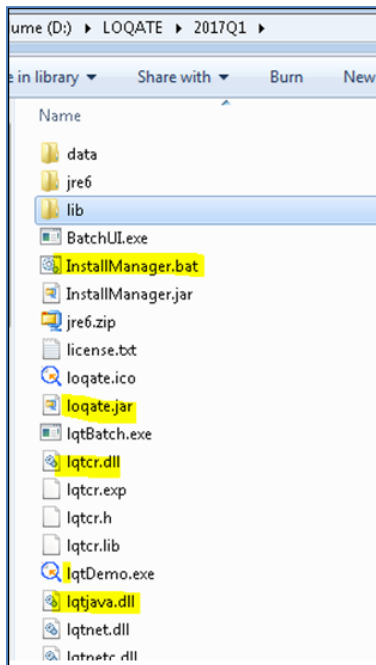 ume (D:) ▸ LOQATE ▸ 2017Q1 ▸
e in library ▾ Share with ▾ Burn New
Name
data
jre6
lib
BatchUI.exe
InstallManager.bat
InstallManager.jar
jre6.zip
license.txt
loqate.ico
loqate.jar
lqtBatch.exe
lqtcr.dll
lqtcr.exp
lqtcr.h
lqtcr.lib
lqtDemo.exe
lqtjava.dll
lqtnet.dll
lqtnetc.dll